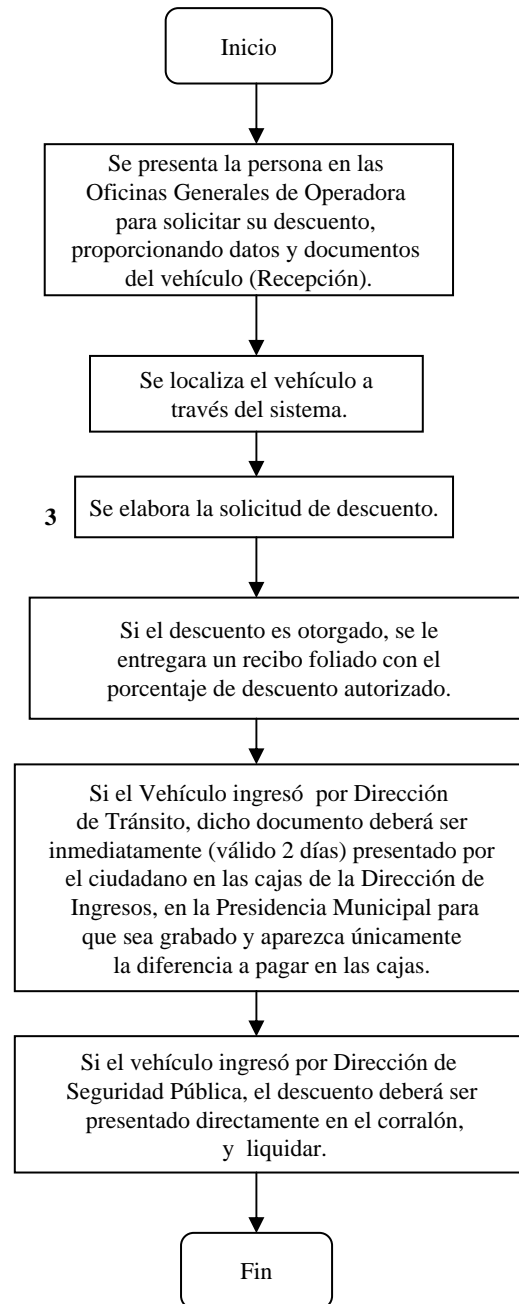 Inicio
Se presenta la persona en las
Oficinas Generales de Operadora
para solicitar su descuento,
proporcionando datos y documentos
del vehículo (Recepción).
Se localiza el vehículo a
través del sistema.
3
Se elabora la solicitud de descuento.
Si el descuento es otorgado, se le
entregara un recibo foliado con el
porcentaje de descuento autorizado.
Si el Vehículo ingresó por Dirección
de Tránsito, dicho documento deberá ser
inmediatamente (válido 2 días) presentado por
el ciudadano en las cajas de la Dirección de
Ingresos, en la Presidencia Municipal para
que sea grabado y aparezca únicamente
la diferencia a pagar en las cajas.
Si el vehículo ingresó por Dirección de
Seguridad Pública, el descuento deberá ser
presentado directamente en el corralón,
y liquidar.
Fin